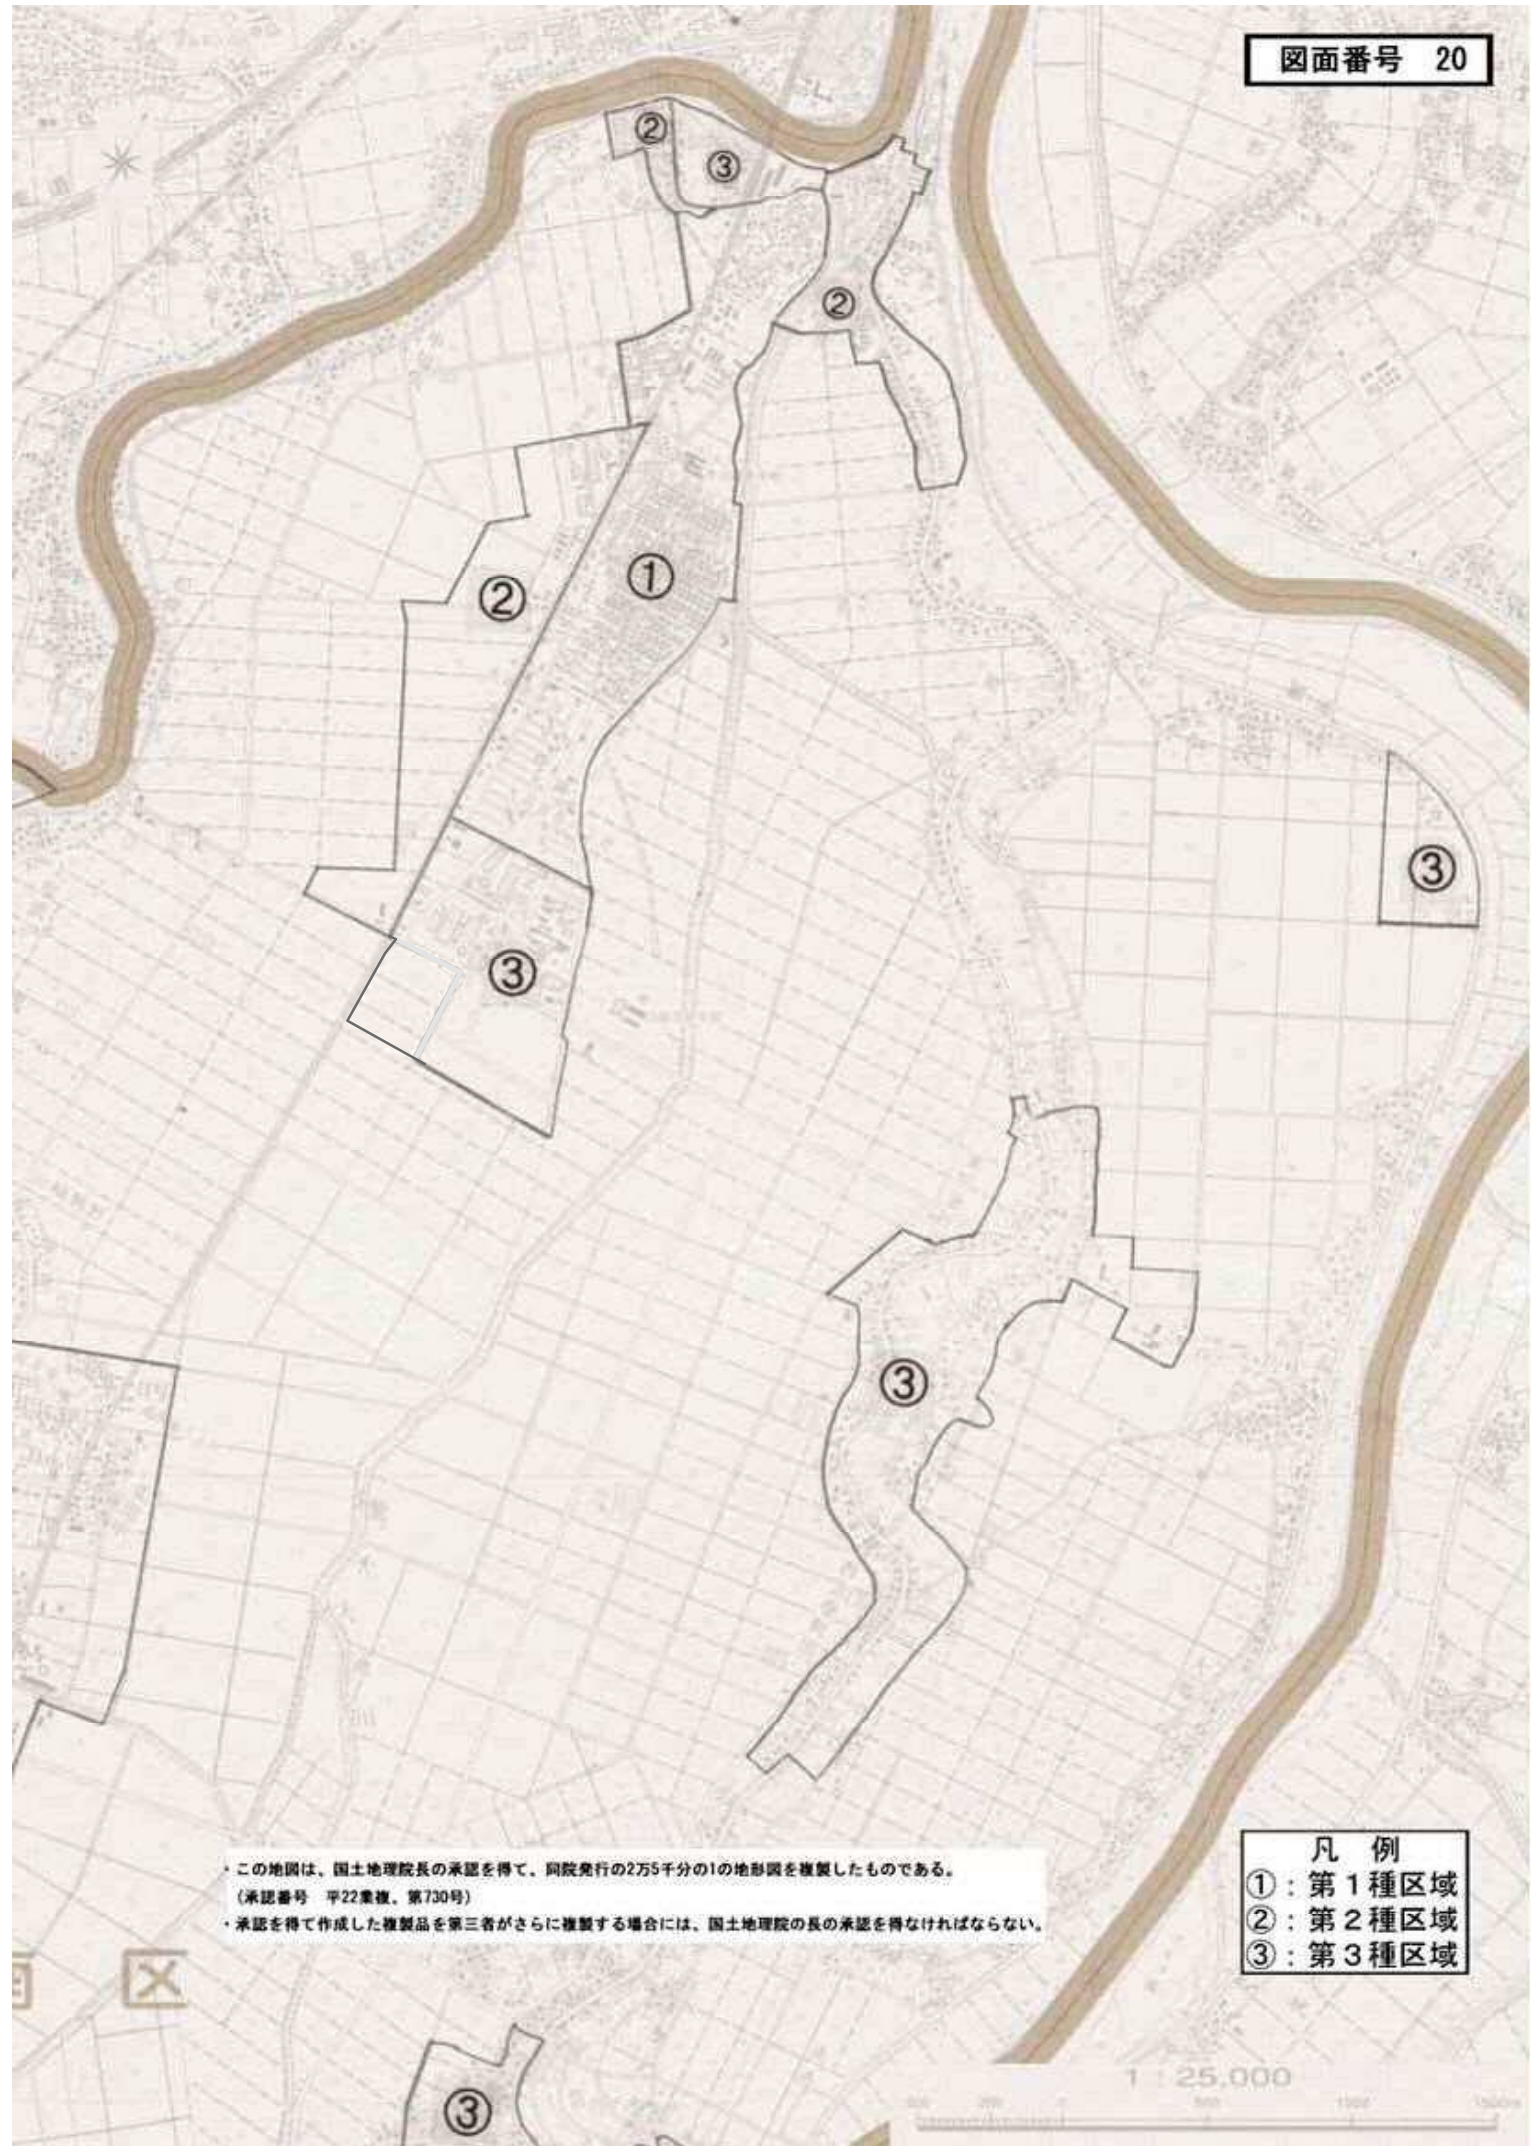 図面番号 20
②
③
②
①
②
③
③
③
・この地図は、国土地理院長の承認を得て、同院発行の2万5千分の1の地形図を複製したものである。
(承認番号 平22業複、第730号)
・承認を得て作成した複製品を第三者がさらに複製する場合には、国土地理院の長の承認を得なければならない。
凡 例
①：第1種区域
②：第2種区域
③：第3種区域
区
③
1 : 25,000
500
1000
1500m